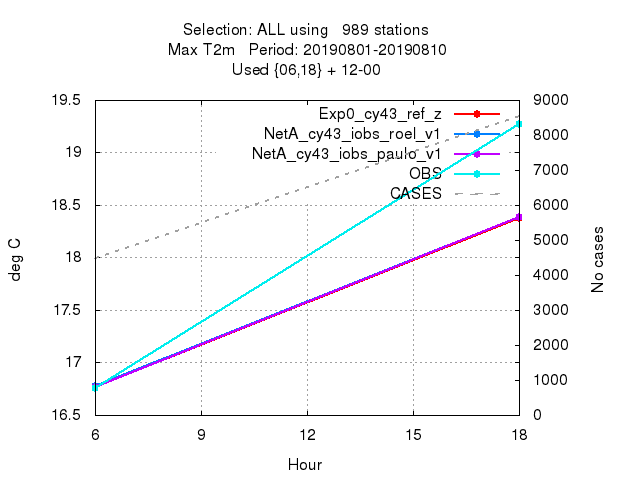 Selection: ALL using   989 stations
Max T2m   Period: 20190801-20190810
Used {06,18} + 12-00
19.5
19
18.5
18
17.5
17
16.5
9000
8000
7000
6000
5000
4000
3000
2000
1000
0
Exp0_cy43_ref_z
NetA_cy43_iobs_roel_v1
NetA_cy43_iobs_paulo_v1
OBS
CASES
deg C
No cases
6 9 12 15 18
Hour